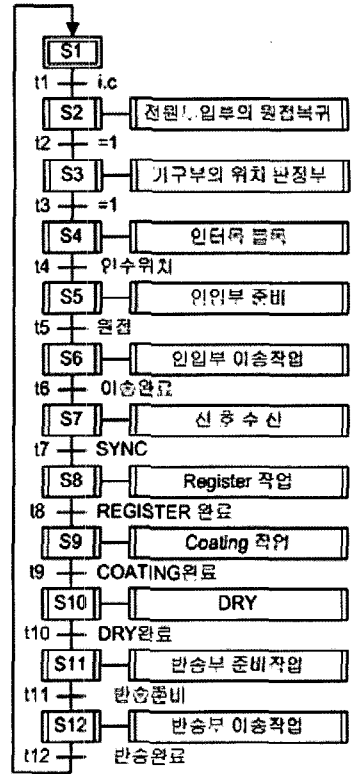 S1
t1 i.c
S2 원점복귀
t2 =1
S3 기구부의 위치 판정부
t3 =1
S4 인터록 블록
t4 인수위치
S5 인입부 준비
t5 원점
S6 인입부 이송작업
t6 이송완료
S7 신호수신
t7 SYNC
S8 Register 작업
t8 REGISTER 완료
S9 Coating 작업
t9 COATING완료
S10 DRY
t10 DRY완료
S11 반송부 준비작업
t11 반송준비
S12 반송부 이송작업
t12 반송완료